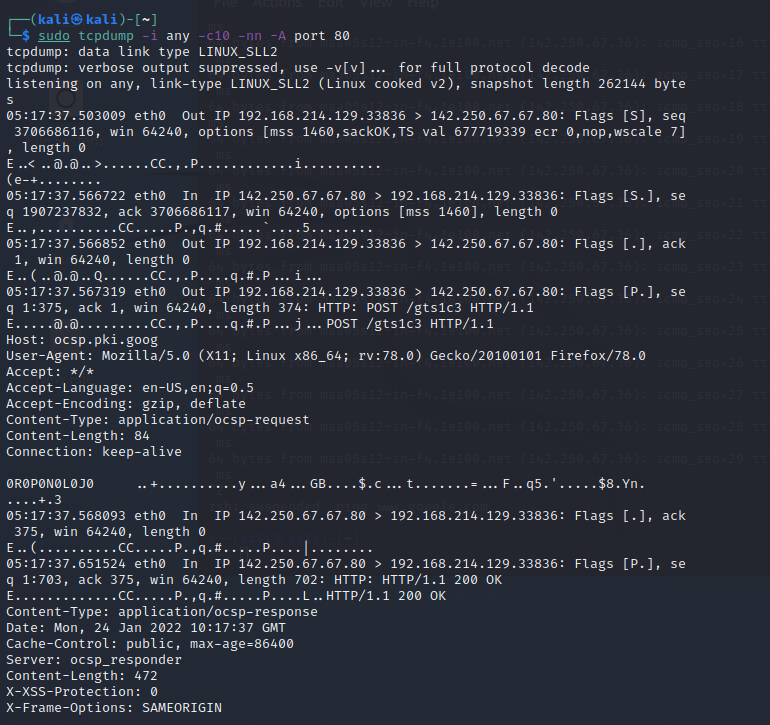 File Actions Edit View Help
┌──(kali㉿kali)-[~]
└─$ sudo tcpdump -i any -c10 -nn -A port 80
tcpdump: data link type LINUX_SLL2
tcpdump: verbose output suppressed, use -v[v]... for full protocol decode
listening on any, link-type LINUX_SLL2 (Linux cooked v2), snapshot length 262144 byte
s
05:17:37.503009 eth0  Out IP 192.168.214.129.33836 > 142.250.67.67.80: Flags [S], seq
 3706686116, win 64240, options [mss 1460,sackOK,TS val 677719339 ecr 0,nop,wscale 7]
, length 0
E..<..@.@..>......CC.,.P............i..........
(e-+........
05:17:37.566722 eth0  In  IP 142.250.67.67.80 > 192.168.214.129.33836: Flags [S.], se
q 1907237832, ack 3706686117, win 64240, options [mss 1460], length 0
E..,..........CC.....P.,q.#.....`....5........
05:17:37.566852 eth0  Out IP 192.168.214.129.33836 > 142.250.67.67.80: Flags [.], ack
 1, win 64240, length 0
E..(..@.@..Q......CC.,.P....q.#.P...i...
05:17:37.567319 eth0  Out IP 192.168.214.129.33836 > 142.250.67.67.80: Flags [P.], se
q 1:375, ack 1, win 64240, length 374: HTTP: POST /gts1c3 HTTP/1.1
E.....@.@.........CC.,.P....q.#.P...j...POST /gts1c3 HTTP/1.1
Host: ocsp.pki.goog
User-Agent: Mozilla/5.0 (X11; Linux x86_64; rv:78.0) Gecko/20100101 Firefox/78.0
Accept: */*
Accept-Language: en-US,en;q=0.5
Accept-Encoding: gzip, deflate
Content-Type: application/ocsp-request
Content-Length: 84
Connection: keep-alive
0R0P0N0L0J0     ..+..........y...a4...GB....$.c...t.......=...F..q5.'.....$8.Yn.
....+.3
05:17:37.568093 eth0  In  IP 142.250.67.67.80 > 192.168.214.129.33836: Flags [.], ack
 375, win 64240, length 0
E..(..........CC.....P.,q.#.....P....|........
05:17:37.651524 eth0  In  IP 142.250.67.67.80 > 192.168.214.129.33836: Flags [P.], se
q 1:703, ack 375, win 64240, length 702: HTTP: HTTP/1.1 200 OK
E.............CC.....P.,q.#.....P....L..HTTP/1.1 200 OK
Content-Type: application/ocsp-response
Date: Mon, 24 Jan 2022 10:17:37 GMT
Cache-Control: public, max-age=86400
Server: ocsp_responder
Content-Length: 472
X-XSS-Protection: 0
X-Frame-Options: SAMEORIGIN